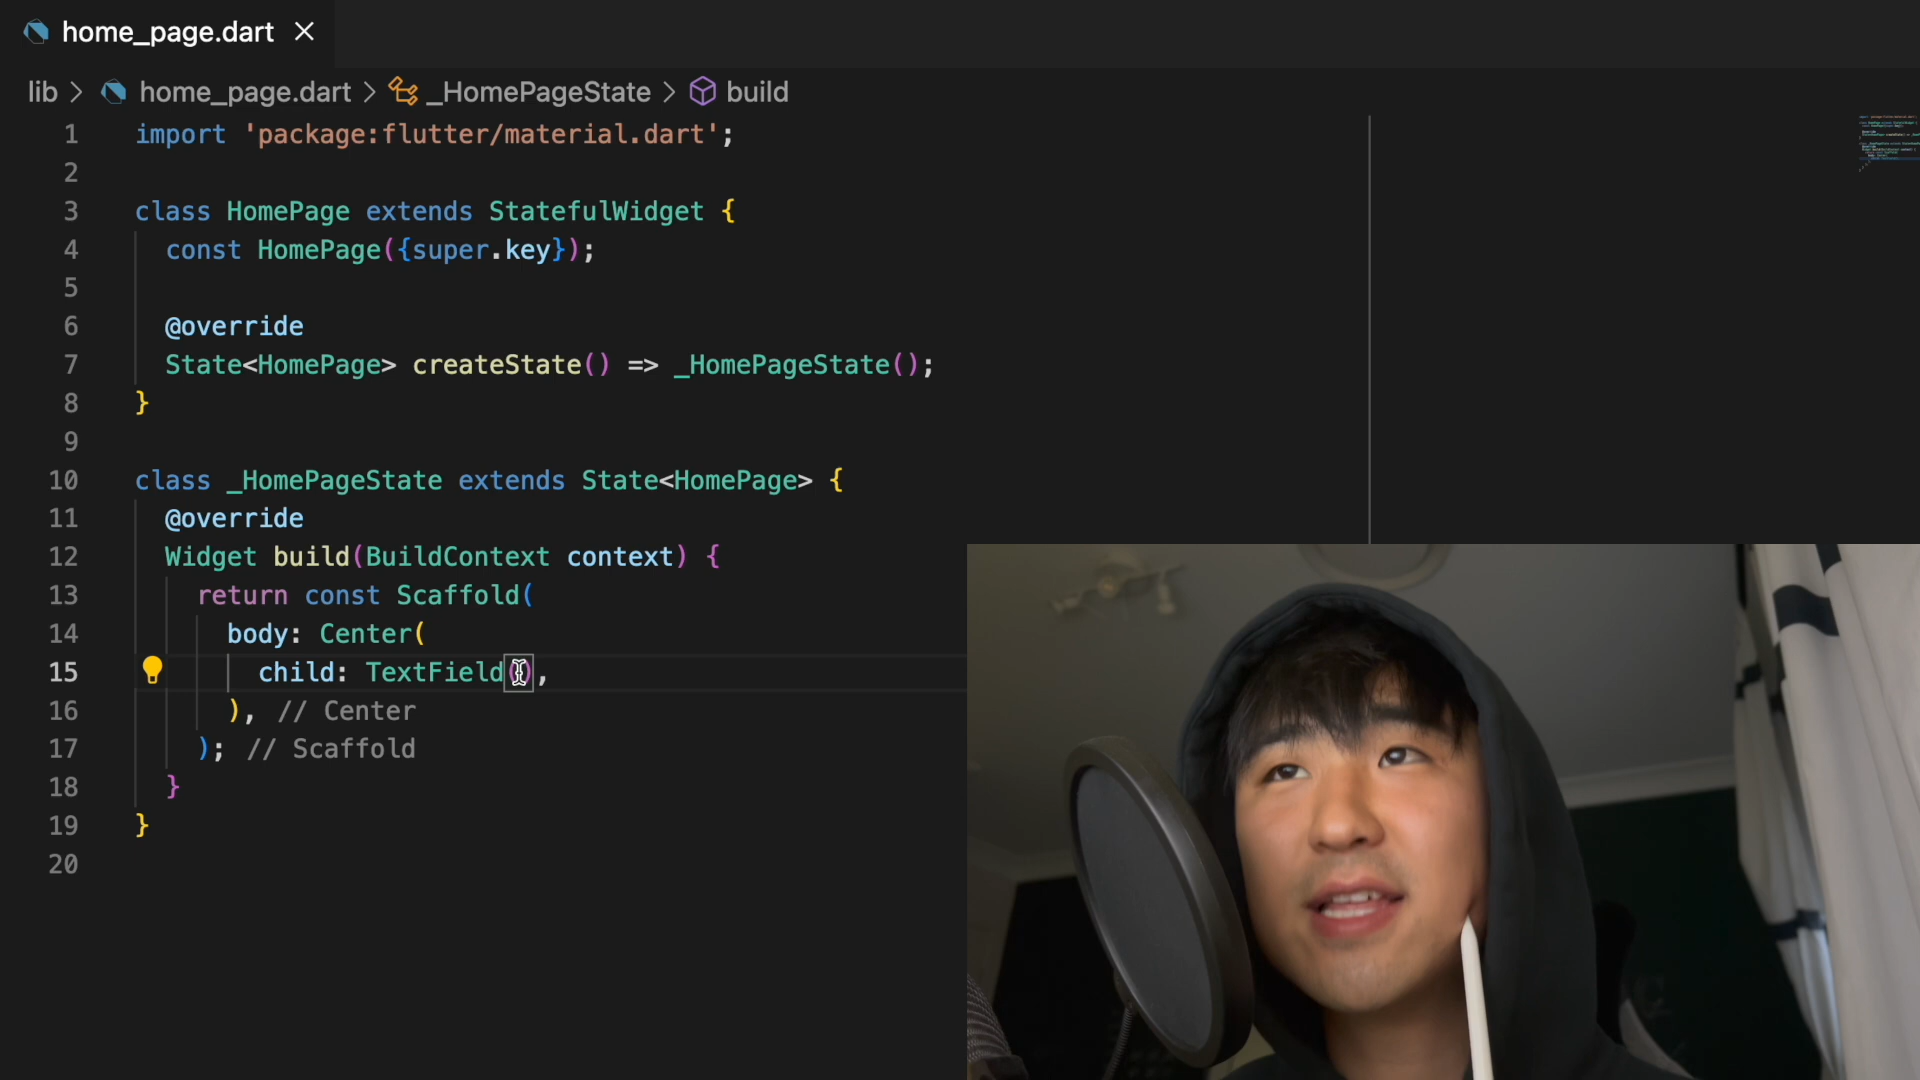 home_page.dart
lib > home_page.dart > _HomePageState > build
1 import 'package:flutter/material.dart';
2
3 class HomePage extends StatefulWidget {
4 const HomePage({super.key});
5
6 @override
7 State<HomePage> createState() => _HomePageState();
8 }
9
10 class _HomePageState extends State<HomePage> {
11 @override
12 Widget build(BuildContext context) {
13 return const Scaffold(
14 body: Center(
15 child: TextField(),
16 ), // Center
17 ); // Scaffold
18 }
19 }
20